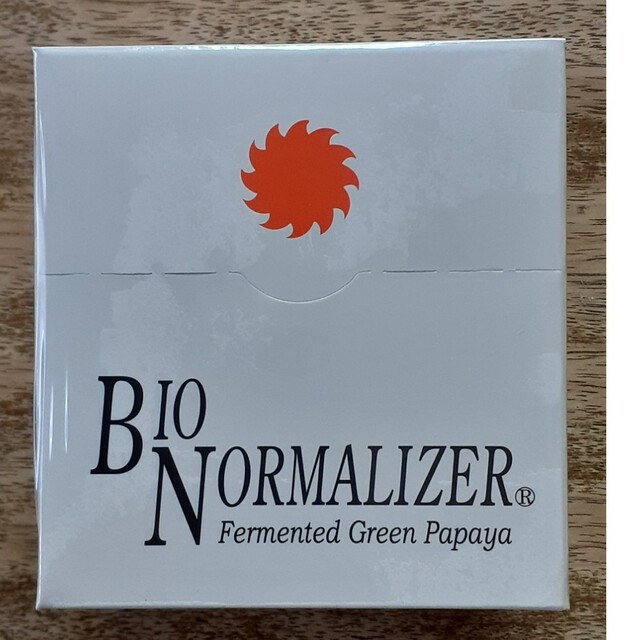 BIO
NORMALIZER®
Fermented Green Papaya